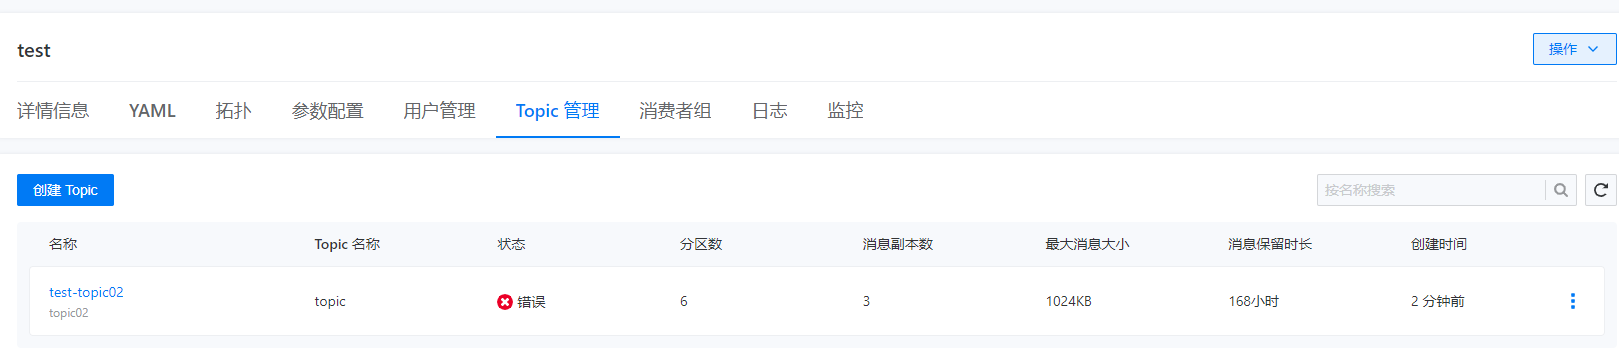 test
操作
详情信息 YAML 拓扑 参数配置 用户管理 Topic 管理 消费者组 日志 监控
创建 Topic
按名称搜索
名称 Topic 名称 状态 分区数 消息副本数 最大消息大小 消息保留时长 创建时间
test-topic02 topic 错误 6 3 1024KB 168小时 2 分钟前
topic02